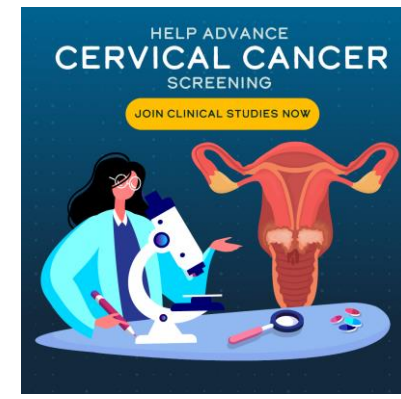 HELP ADVANCE
CERVICAL CANCER
SCREENING
JOIN CLINICAL STUDIES NOW